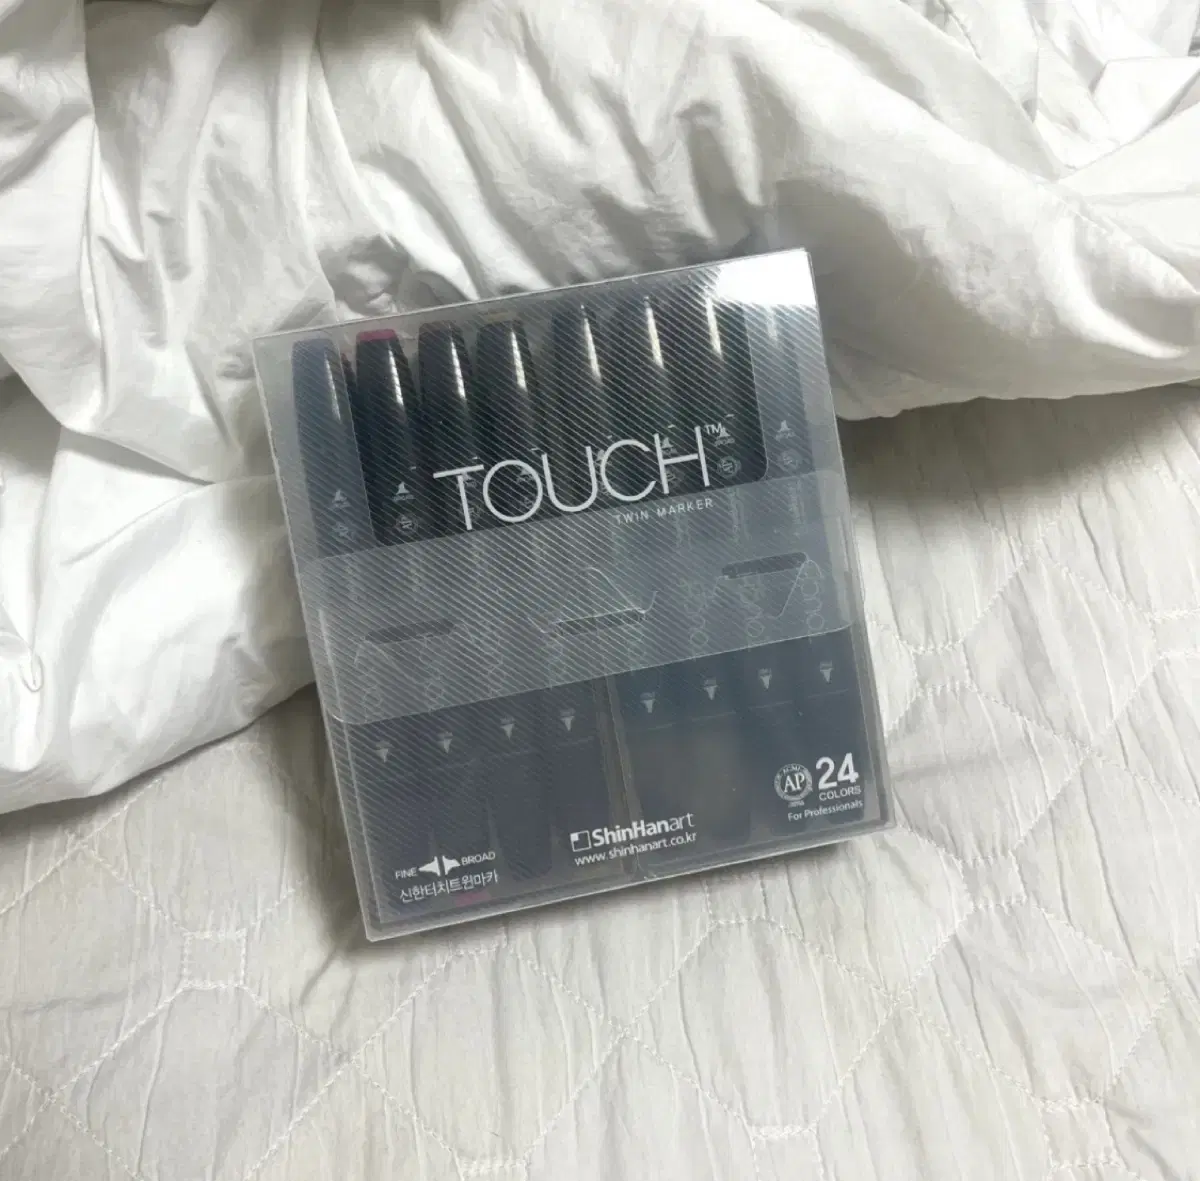 TOUCH™
TWIN MARKER
AP
24
COLORS
For Professionals
ShinHanart
www.shinhanart.co.kr
FINE BROAD
신한터치트윈마카